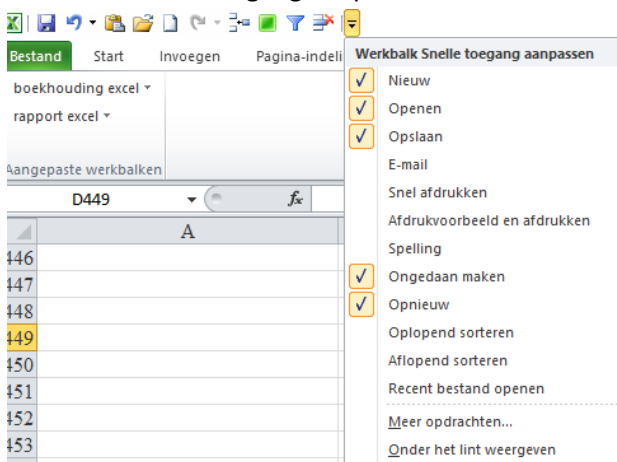 Bestand Start Invoegen Pagina-indeli
boekhouding excel
rapport excel
Aangepaste werkbalken
D449 fx
A
446
447
448
449
450
451
452
453
Werkbalk Snelle toegang aanpassen
Nieuw
Openen
Opslaan
E-mail
Snel afdrukken
Afdrukvoorbeeld en afdrukken
Spelling
Ongedaan maken
Opnieuw
Oplopend sorteren
Aflopend sorteren
Recent bestand openen
Meer opdrachten...
Onder het lint weergeven